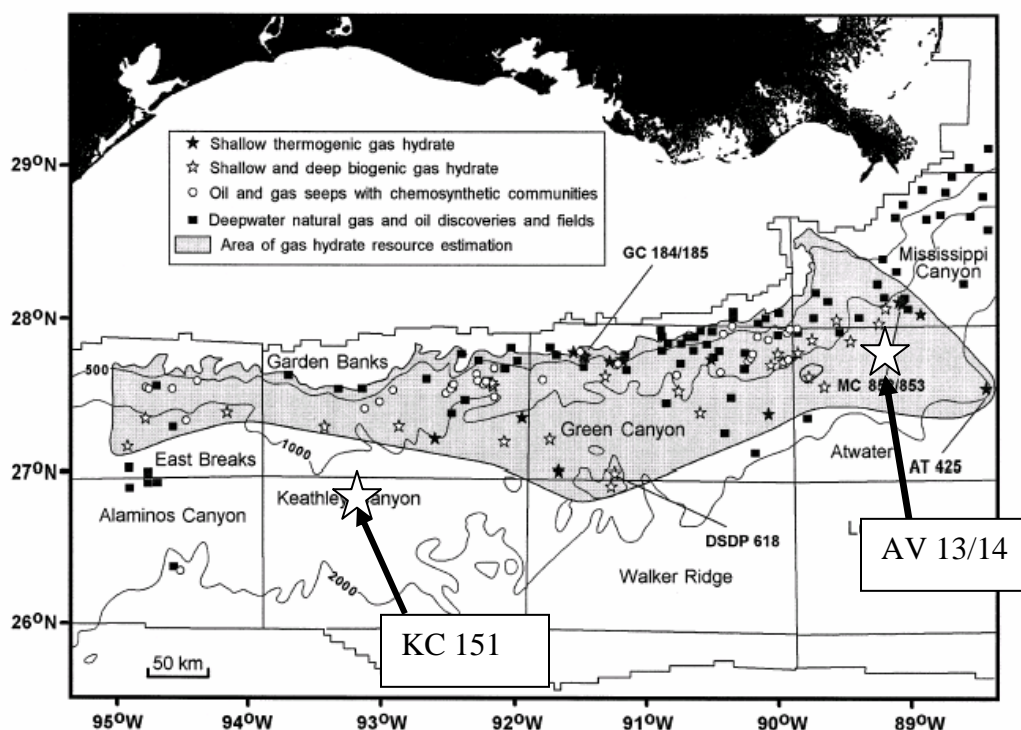 29°N
28°N
27°N
26°N
Shallow thermogenic gas hydrate
Shallow and deep biogenic gas hydrate
Oil and gas seeps with chemosynthetic communities
Deepwater natural gas and oil discoveries and fields
Area of gas hydrate resource estimation
GC 184/185
Mississippi
Canyon
Garden Banks
500
MC 852/853
Green Canyon
1000
East Breaks
Atwater
AT 425
Keathley Canyon
Alaminos Canyon
DSDP 618
AV 13/14
Walker Ridge
2000
KC 151
50 km
95°W
94°W
93°W
92°W
91°W
90°W
89°W